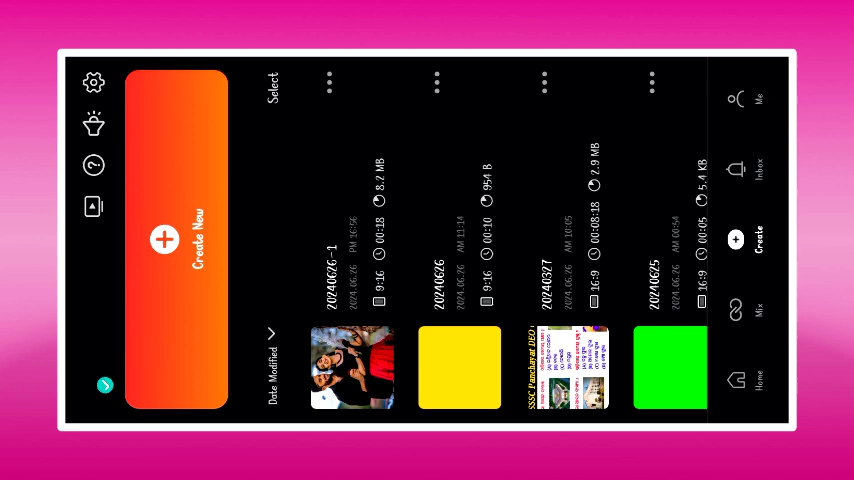 Create New
Date Modified
Select
20240626-1
2024.06.26 PM 16:56
9:16 00:18 8.2 MB
20240626
2024.06.26 AM 11:14
9:16 00:10 954 B
SSSC Panchayat DEO
20240327
2024.06.26 AM 10:05
16:9 00:08:18 2.9 MB
20240625
2024.06.26 AM 00:54
16:9 00:05 5.4 KB
Home
Mix
Create
Inbox
Me